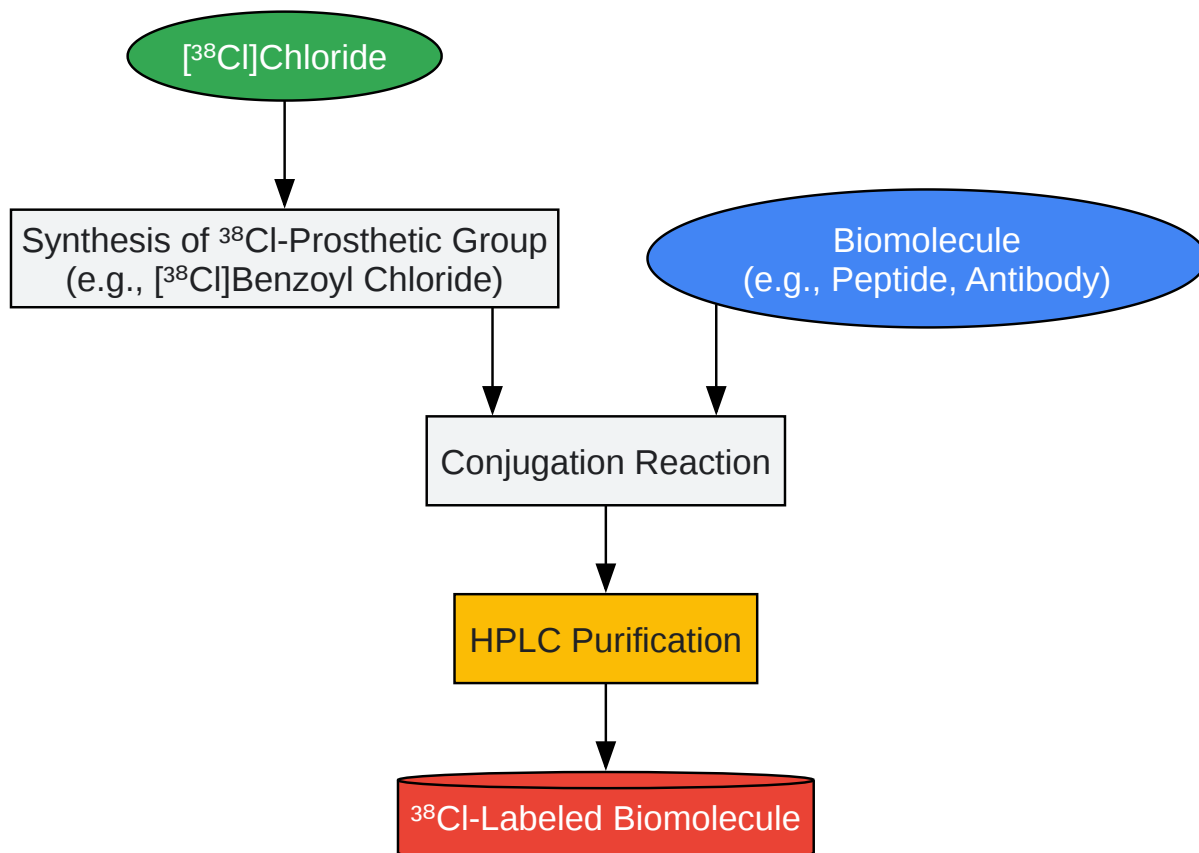 [³⁸Cl]Chloride
Synthesis of ³⁸Cl-Prosthetic Group
(e.g., [³⁸Cl]Benzoyl Chloride)
Biomolecule
(e.g., Peptide, Antibody)
Conjugation Reaction
HPLC Purification
³⁸Cl-Labeled Biomolecule